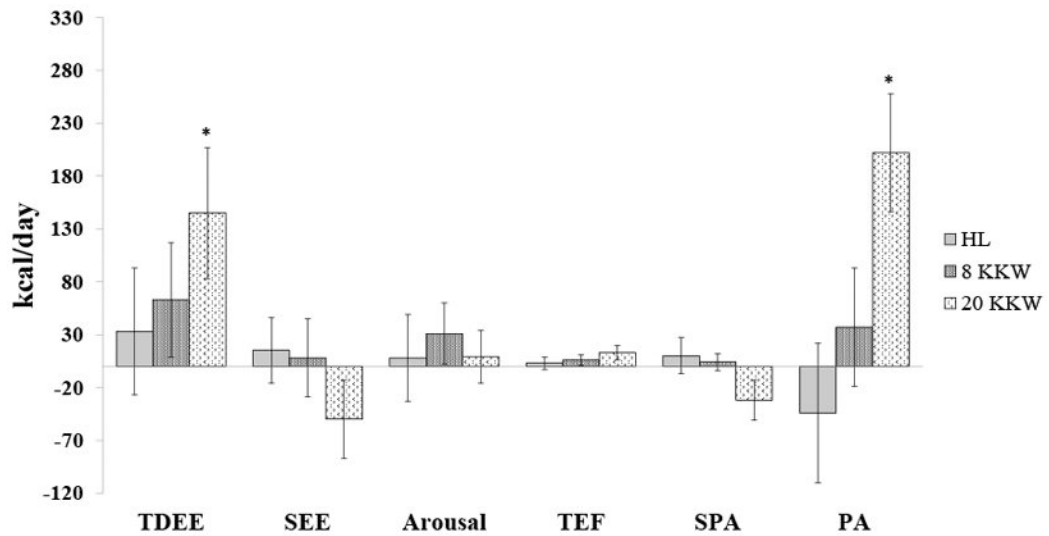 330
280
230
180
130
80
30
-20
-70
-120
kcal/day
*
*
HL
8 KKW
20 KKW
TDEE SEE Arousal TEF SPA PA